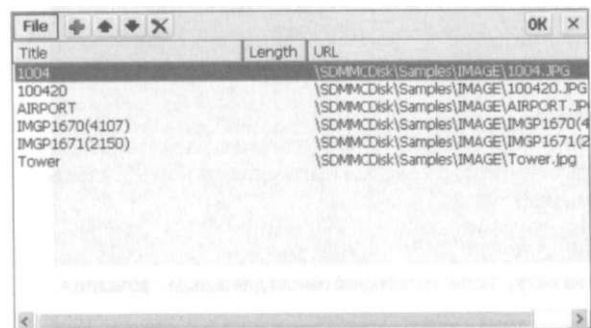 File OK
Title Length URL
1004 \SDMMCDisk\Samples\IMAGE\1004.JPG
100420 \SDMMCDisk\Samples\IMAGE\100420.JPG
AIRPORT \SDMMCDisk\Samples\IMAGE\AIRPORT.JP
IMGP1670(4107) \SDMMCDisk\Samples\IMAGE\IMGP1670(4
IMGP1671(2150) \SDMMCDisk\Samples\IMAGE\IMGP1671(2
Tower \SDMMCDisk\Samples\IMAGE\Tower.jpg